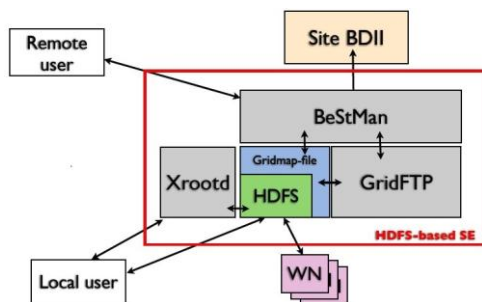 Site BDII
Remote
user
BeStMan
Gridmap-file
Xrootd
HDFS
GridFTP
HDFS-based SE
Local user
WN